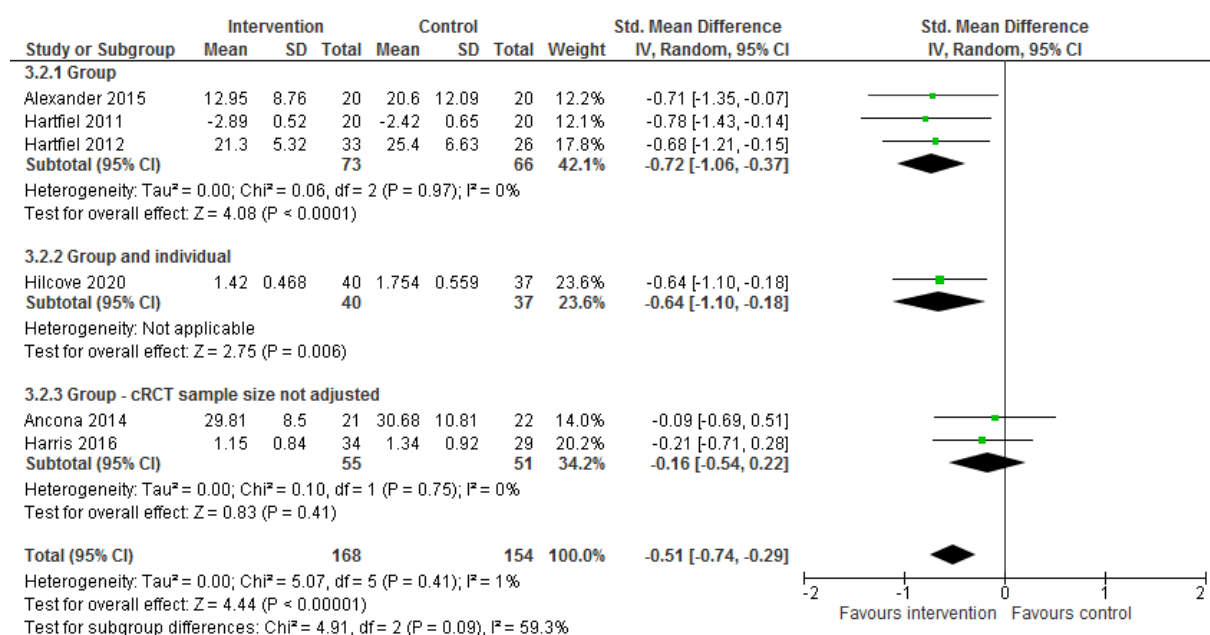 Intervention Control Std. Mean Difference Std. Mean Difference
Study or Subgroup Mean SD Total Mean SD Total Weight IV, Random, 95% CI IV, Random, 95% CI
3.2.1 Group
Alexander 2015 12.95 8.76 20 20.6 12.09 20 12.2% -0.71 [-1.35, -0.07]
Hartfiel 2011 -2.89 0.52 20 -2.42 0.65 20 12.1% -0.78 [-1.43, -0.14]
Hartfiel 2012 21.3 5.32 33 25.4 6.63 26 17.8% -0.68 [-1.21, -0.15]
Subtotal (95% CI) 73 66 42.1% -0.72 [-1.06, -0.37]
Heterogeneity: Tau² = 0.00; Chi² = 0.06, df = 2 (P = 0.97); I² = 0%
Test for overall effect: Z = 4.08 (P < 0.0001)
3.2.2 Group and individual
Hilcove 2020 1.42 0.468 40 1.754 0.559 37 23.6% -0.64 [-1.10, -0.18]
Subtotal (95% CI) 40 37 23.6% -0.64 [-1.10, -0.18]
Heterogeneity: Not applicable
Test for overall effect: Z = 2.75 (P = 0.006)
3.2.3 Group - cRCT sample size not adjusted
Ancona 2014 29.81 8.5 21 30.68 10.81 22 14.0% -0.09 [-0.69, 0.51]
Harris 2016 1.15 0.84 34 1.34 0.92 29 20.2% -0.21 [-0.71, 0.28]
Subtotal (95% CI) 55 51 34.2% -0.16 [-0.54, 0.22]
Heterogeneity: Tau² = 0.00; Chi² = 0.10, df = 1 (P = 0.75); I² = 0%
Test for overall effect: Z = 0.83 (P = 0.41)
Total (95% CI) 168 154 100.0% -0.51 [-0.74, -0.29]
Heterogeneity: Tau² = 0.00; Chi² = 5.07, df = 5 (P = 0.41); I² = 1%
Test for overall effect: Z = 4.44 (P < 0.00001)
Test for subgroup differences: Chi² = 4.91, df = 2 (P = 0.09), I² = 59.3%
-2 -1 0 1 2
Favours intervention Favours control